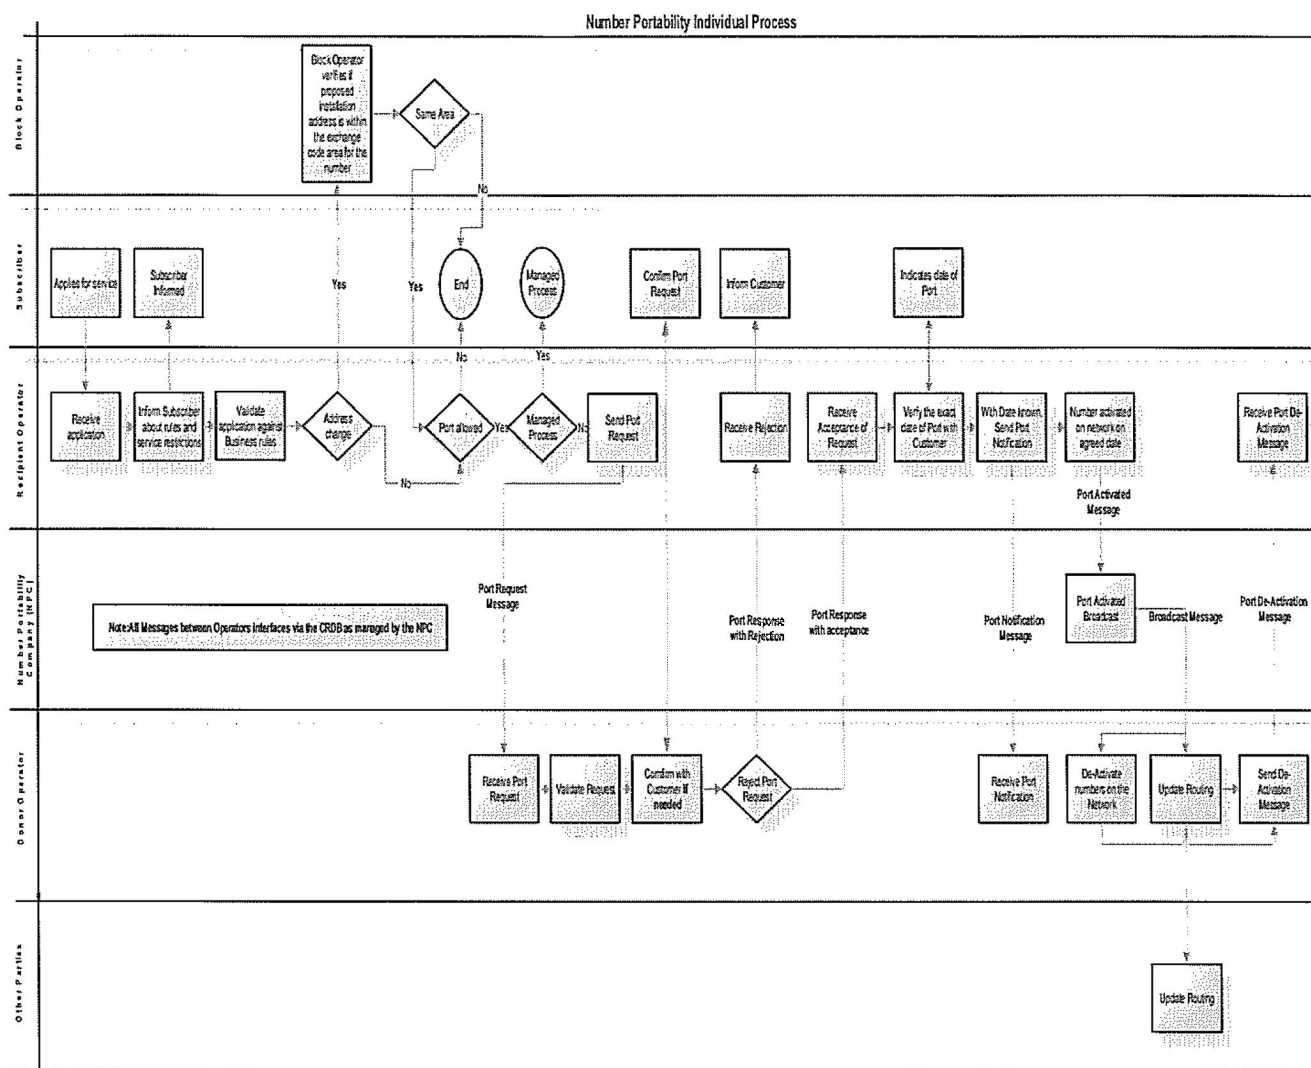 Number Portability Individual Process
Block Operator
Block Operator
verifies if
proposed
installation
address is within
the exchange
code area for the
number
Same Area
No
Subscriber
Applies for service
Subscriber
Informed
Yes
Yes
End
Managed
Process
Confirm Port
Request
Inform Customer
Indicates date of
Port
No
Yes
Recipient Operator
Receive
application
Inform Subscriber
about rules and
service restrictions
Validate
application against
Business rules
Address
change
No
Port allowed
Yes
Managed
Process
No
Send Port
Request
Receive Rejection
Receive
Acceptance of
Request
Verify the exact
date of Port with
Customer
With Date known,
Send Port
Notification
Number activated
on network on
agreed date
Receive Port De-
Activation
Message
Port Activated
Message
Number Portability
Company (NPC)
Note:All Messages between Operators interfaces via the CRDB as managed by the NPC
Port Request
Message
Port Response
with Rejection
Port Response
with acceptance
Port Notification
Message
Port Activated
Broadcast
Broadcast Message
Port De-Activation
Message
Donor Operator
Receive Port
Request
Validate Request
Comfirm with
Customer if
needed
Reject Port
Request
Receive Port
Notification
De-Activate
numbers on the
Network
Update Routing
Send De-
Activation
Message
Other Parties
Update Routing